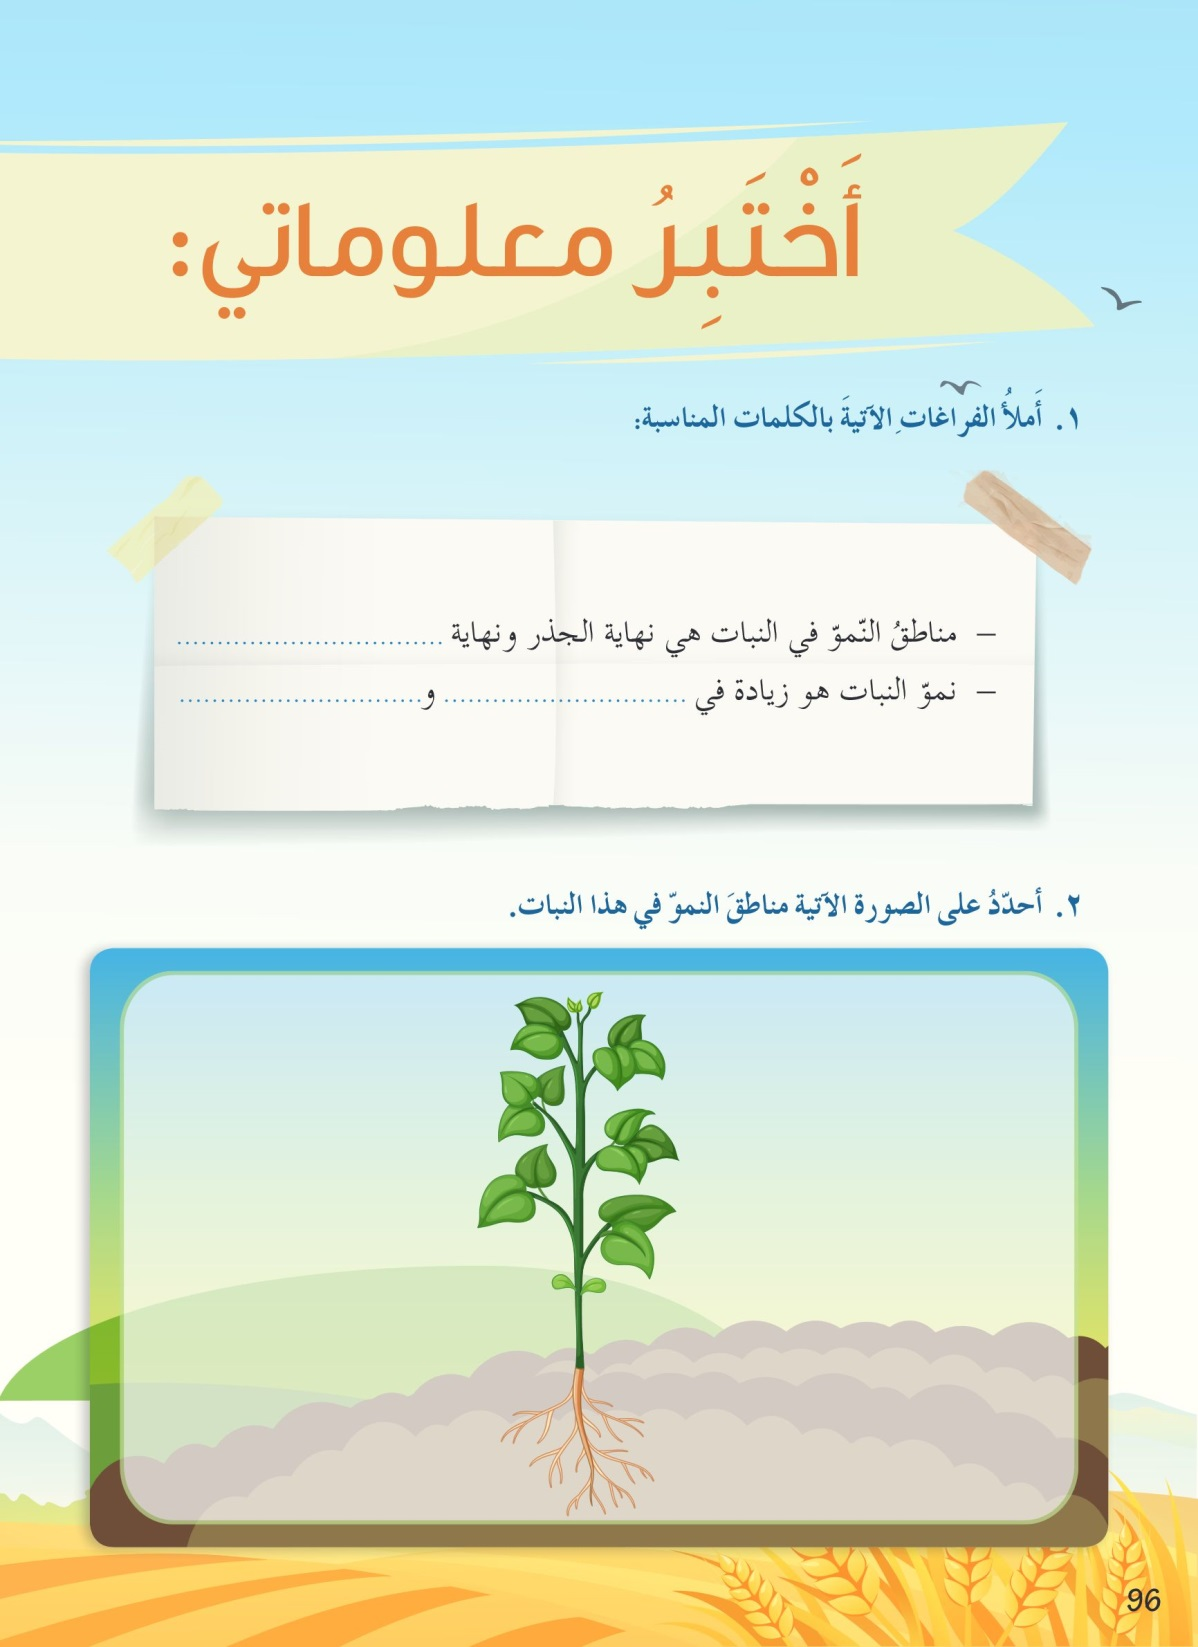 أَخْتَبِرُ معلوماتي:
١. أَملأُ الفراغاتِ الآتيةَ بالكلمات المناسبة:
– مناطقُ النّموّ في النبات هي نهاية الجذر ونهاية .................................
– نموّ النبات هو زيادة في .............................. و..............................
٢. أحدّدُ على الصورة الآتية مناطقَ النموّ في هذا النبات.
96